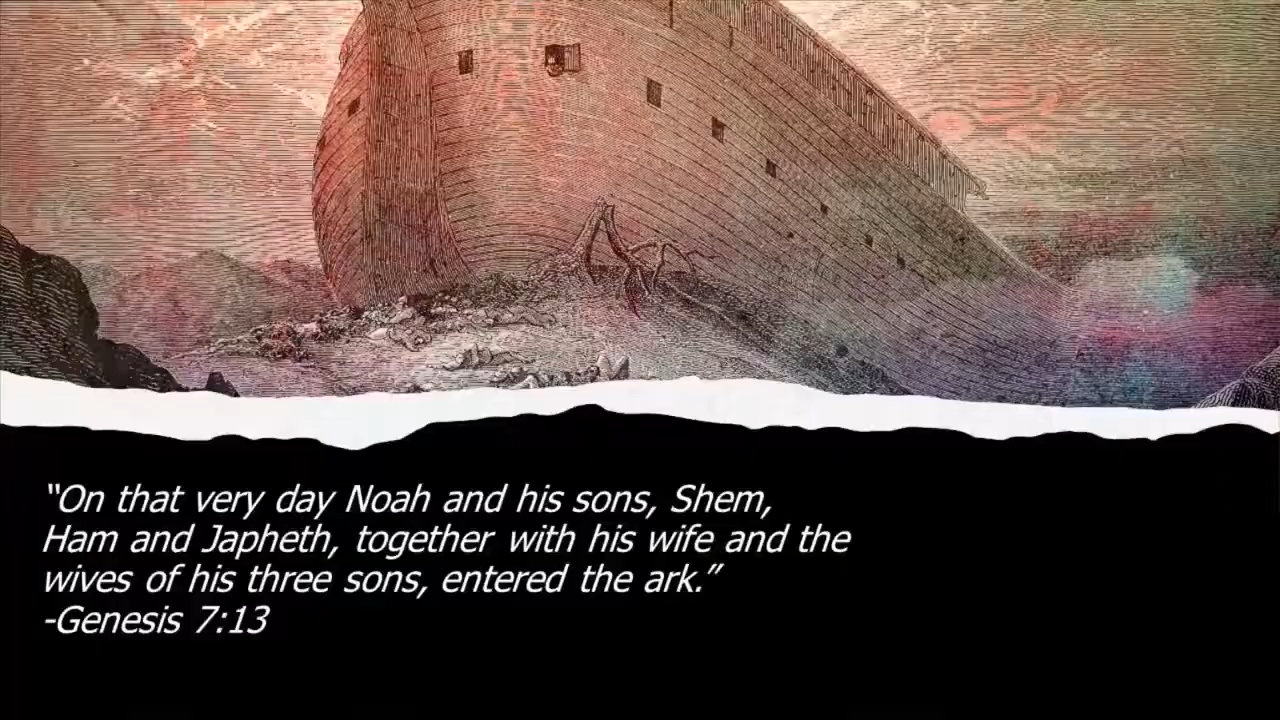 “On that very day Noah and his sons, Shem,
Ham and Japheth, together with his wife and the
wives of his three sons, entered the ark.”
-Genesis 7:13